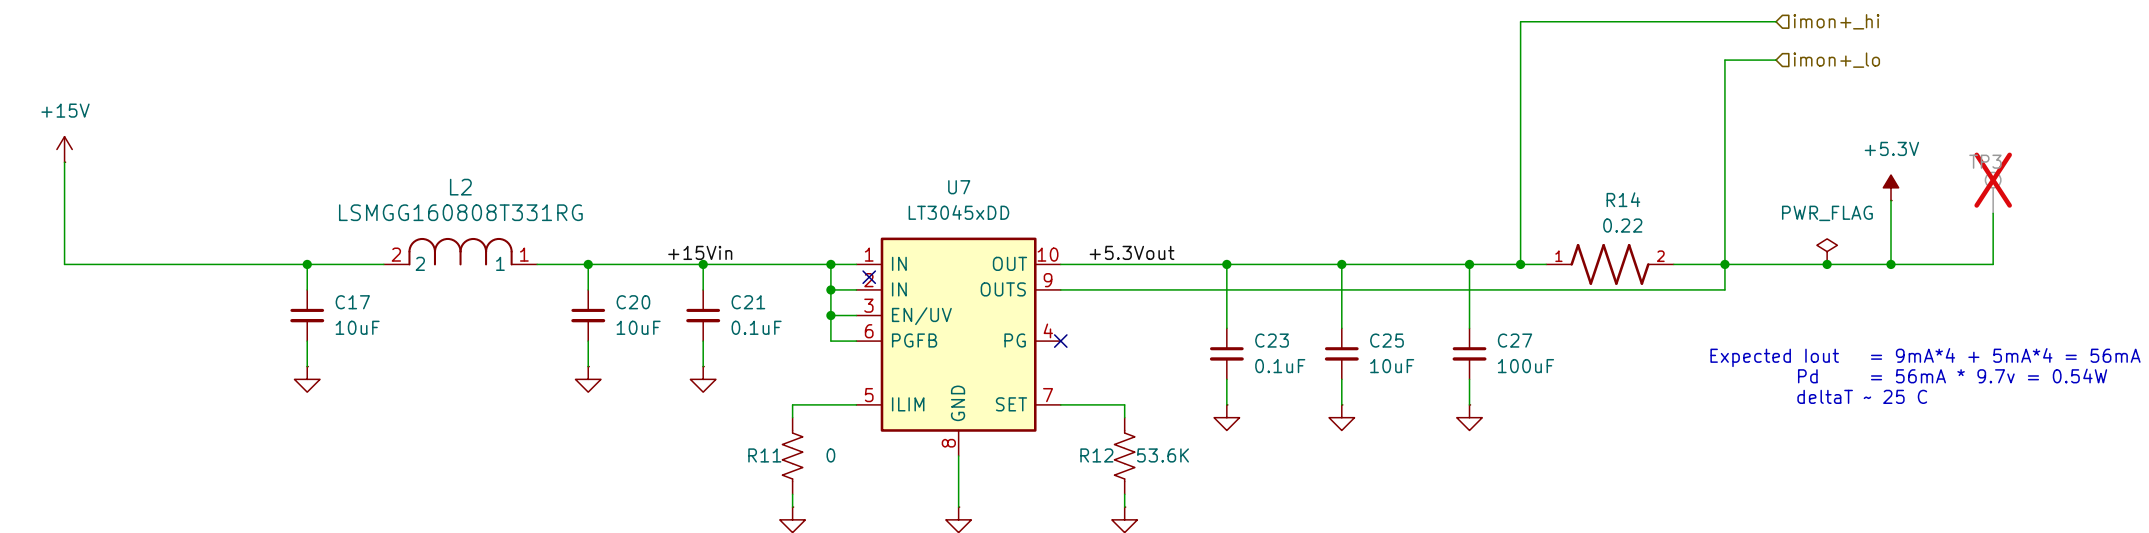 imon+_hi
imon+_lo
+15V
+5.3V
TP3
L2
LSMGG160808T331RG
U7
LT3045xDD
R14
0.22
PWR_FLAG
2
2
1
1
+15Vin
1
IN
OUT
10
+5.3Vout
1
2
2
IN
OUTS
9
C17
10uF
C20
10uF
C21
0.1uF
3
EN/UV
6
PGFB
PG
4
C23
0.1uF
C25
10uF
C27
100uF
Expected Iout = 9mA*4 + 5mA*4 = 56mA
Pd = 56mA * 9.7v = 0.54W
deltaT ~ 25 C
5
ILIM
GND
SET
7
8
R11
0
R12
53.6K